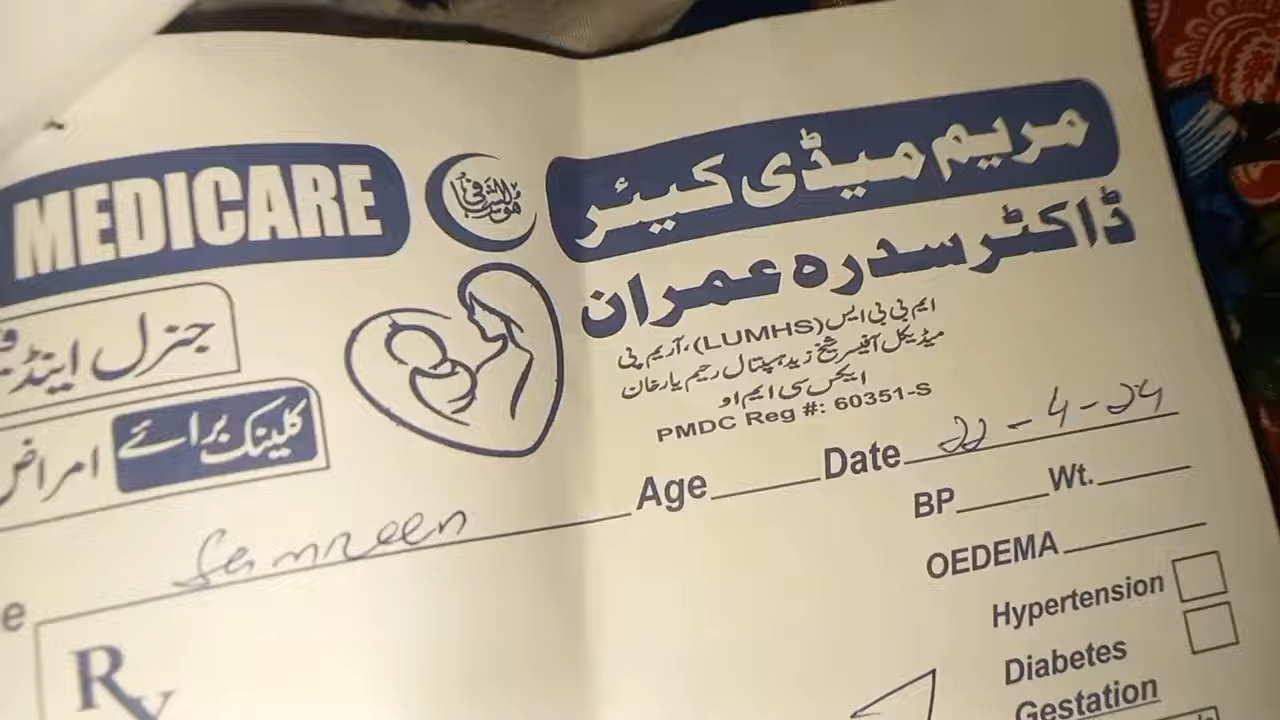 MEDICARE
مریم میڈی کیئر
ڈاکٹر سدرہ عمران
ایم بی بی ایس (LUMHS)، آر ایم پی
میڈیکل آفیسر شیخ زید ہسپتال رحیم یار خان
ایکس سی ایم او
PMDC Reg #: 60351-S
جنرل اینڈ
کلینک برائے امراض
Samreen
Age Date 22-4-24
BP Wt.
OEDEMA
Hypertension
Diabetes
Gestation
Rx